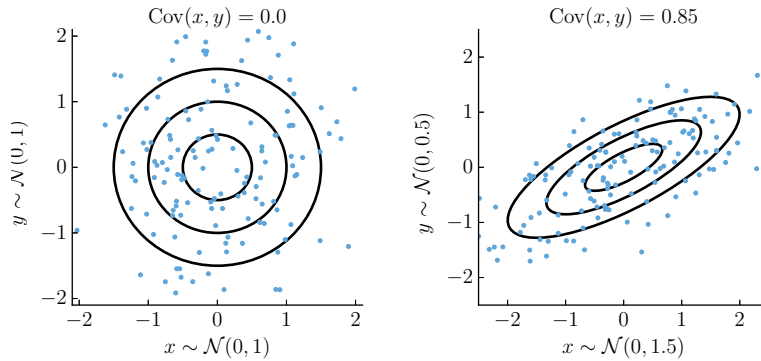 Cov(x, y) = 0.0
2
1
0
−1
−2
y ∼ 𝒩(0, 1)
−2 −1 0 1 2
x ∼ 𝒩(0, 1)
Cov(x, y) = 0.85
2
1
0
−1
−2
y ∼ 𝒩(0, 0.5)
−2 −1 0 1 2
x ∼ 𝒩(0, 1.5)